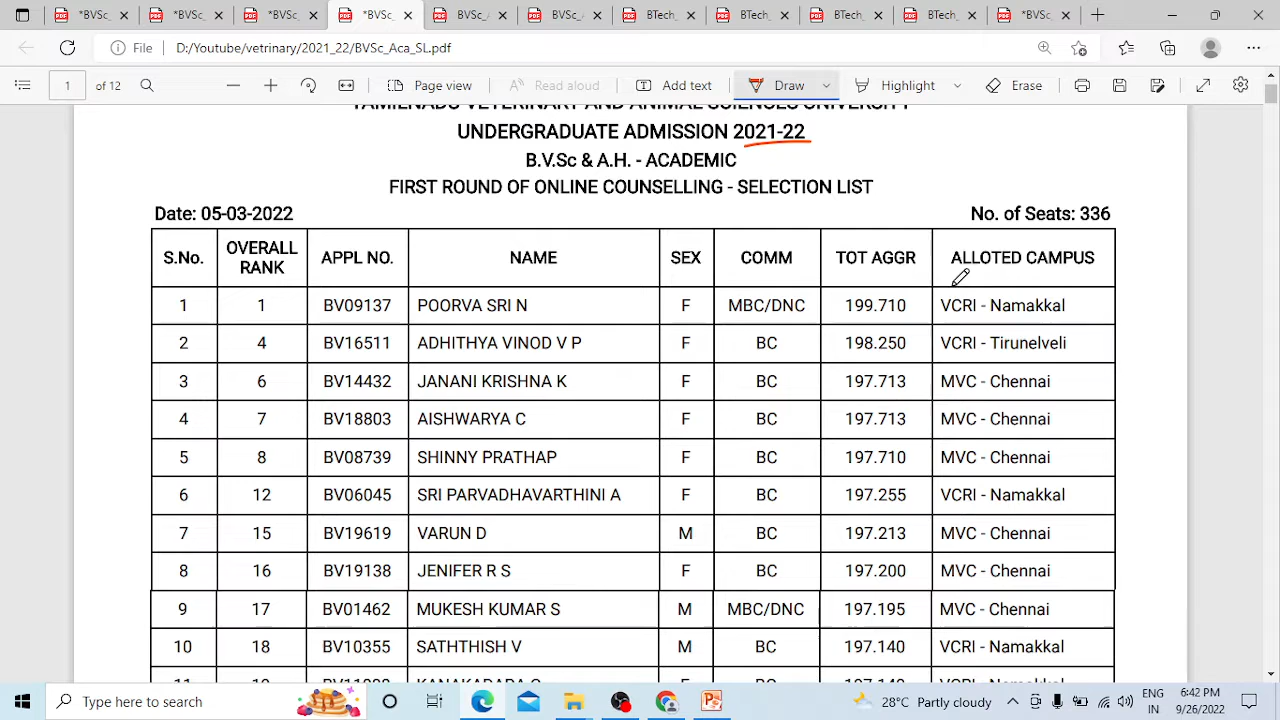 *BVSc *BVSc *BVSc *BVSc BVSc BVSc BTech BTech BTech. BTech. *BVSc
File D:/Youtube/vetrinary/2021_22/BVSc_Aca_SL.pdf
1 of 12 Page view Read aloud Add text Draw Highlight Erase
TAMILNADU VETERINARY AND ANIMAL SCIENCES UNIVERSITY
UNDERGRADUATE ADMISSION 2021-22
B.V.Sc & A.H. - ACADEMIC
FIRST ROUND OF ONLINE COUNSELLING - SELECTION LIST
Date: 05-03-2022 No. of Seats: 336
S.No. OVERALL RANK APPL NO. NAME SEX COMM TOT AGGR ALLOTED CAMPUS
1 1 BV09137 POORVA SRI N F MBC/DNC 199.710 VCRI - Namakkal
2 4 BV16511 ADHITHYA VINOD V P F BC 198.250 VCRI - Tirunelveli
3 6 BV14432 JANANI KRISHNA K F BC 197.713 MVC - Chennai
4 7 BV18803 AISHWARYA C F BC 197.713 MVC - Chennai
5 8 BV08739 SHINNY PRATHAP F BC 197.710 MVC - Chennai
6 12 BV06045 SRI PARVADHAVARTHINI A F BC 197.255 VCRI - Namakkal
7 15 BV19619 VARUN D M BC 197.213 MVC - Chennai
8 16 BV19138 JENIFER R S F BC 197.200 MVC - Chennai
9 17 BV01462 MUKESH KUMAR S M MBC/DNC 197.195 MVC - Chennai
10 18 BV10355 SATHTHISH V M BC 197.140 VCRI - Namakkal
Type here to search 28°C Partly cloudy ENG IN 6:42 PM 9/26/2022